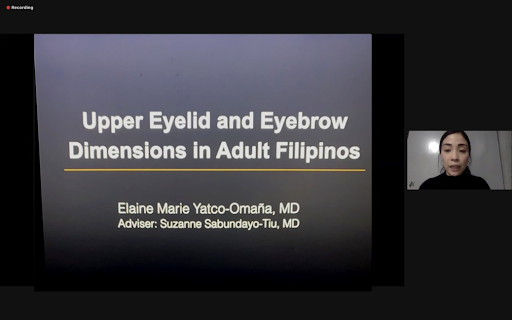 Recording
Upper Eyelid and Eyebrow
Dimensions in Adult Filipinos
Elaine Marie Yatco-Omaña, MD
Adviser: Suzanne Sabundayo-Tiu, MD